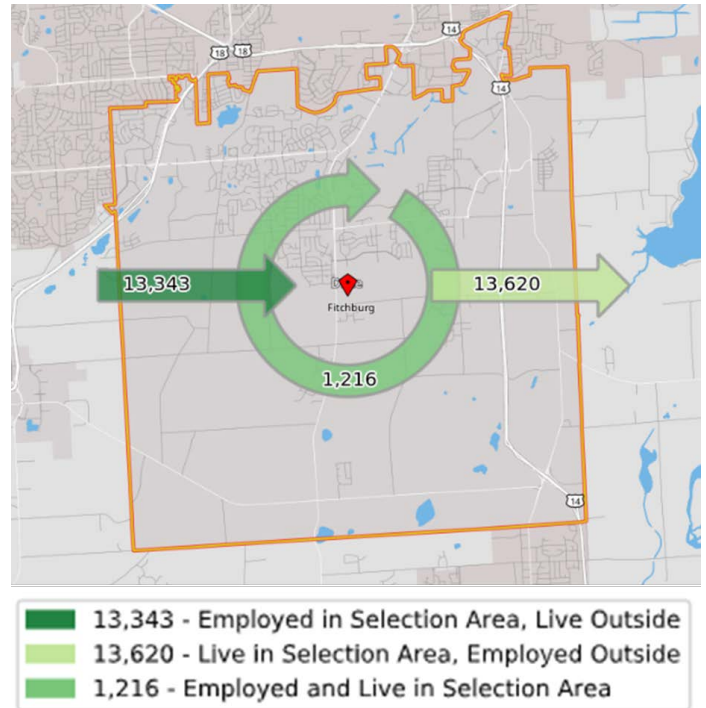 14
18
18
14
13,343
13,620
Fitchburg
1,216
14
13,343 - Employed in Selection Area, Live Outside
13,620 - Live in Selection Area, Employed Outside
1,216 - Employed and Live in Selection Area